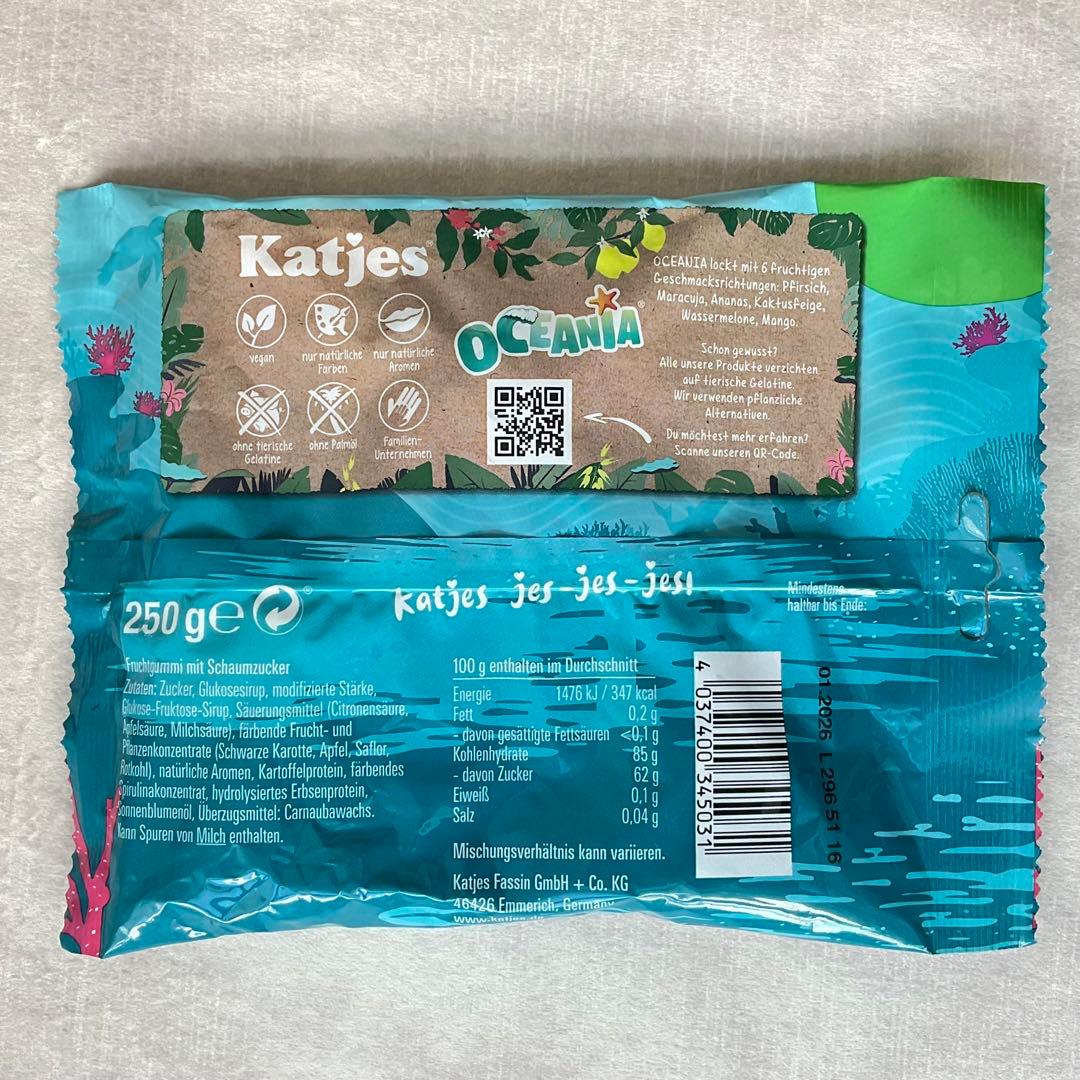 Katjes
vegan
nur natürliche
Farben
nur natürliche
Aromen
ohne tierische
Gelatine
ohne Palmöl
Familien-
Unternehmen
OCEANIA®
OCEANIA lockt mit 6 fruchtigen
Geschmacksrichtungen: Pfirsich,
Maracuja, Ananas, Kaktusfeige,
Wassermelone, Mango.
Schon gewusst?
Alle unsere Produkte verzichten
auf tierische Gelatine.
Wir verwenden pflanzliche
Alternativen.
Du möchtest mehr erfahren?
Scanne unseren QR-Code.
250 g e
Katjes jes-jes-jes!
Mindestens
haltbar bis Ende:
Fruchtgummi mit Schaumzucker
Zutaten: Zucker, Glukosesirup, modifizierte Stärke,
Glukose-Fruktose-Sirup, Säuerungsmittel (Citronensäure,
Apfelsäure, Milchsäure), färbende Frucht- und
Pflanzenkonzentrate (Schwarze Karotte, Apfel, Saflor,
Rotkohl), natürliche Aromen, Kartoffelprotein, färbendes
Spirulinakonzentrat, hydrolysiertes Erbsenprotein,
Sonnenblumenöl, Überzugsmittel: Carnaubawachs.
Kann Spuren von Milch enthalten.
100 g enthalten im Durchschnitt
Energie 1476 kJ / 347 kcal
Fett 0,2 g
- davon gesättigte Fettsäuren <0,1 g
Kohlenhydrate 85 g
- davon Zucker 62 g
Eiweiß 0,1 g
Salz 0,04 g
Mischungsverhältnis kann variieren.
Katjes Fassin GmbH + Co. KG
46426 Emmerich, Germany
www.katjes.de
4 037400 345031
01.2026 L 296 51 16